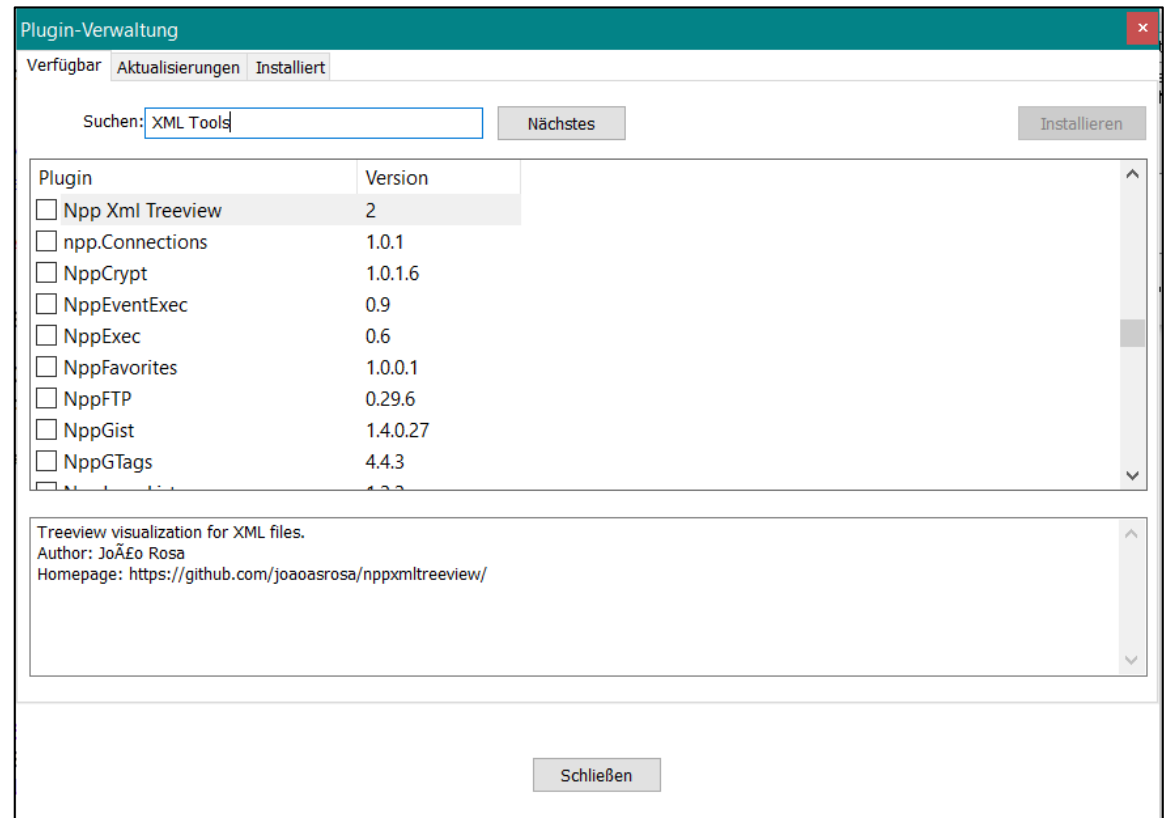 Plugin-Verwaltung
Verfügbar Aktualisierungen Installiert
Suchen: XML Tools Nächstes Installieren
Plugin Version
Npp Xml Treeview 2
npp.Connections 1.0.1
NppCrypt 1.0.1.6
NppEventExec 0.9
NppExec 0.6
NppFavorites 1.0.0.1
NppFTP 0.29.6
NppGist 1.4.0.27
NppGTags 4.4.3
Treeview visualization for XML files.
Author: JoÃ£o Rosa
Homepage: https://github.com/joaoasrosa/nppxmltreeview/
Schließen